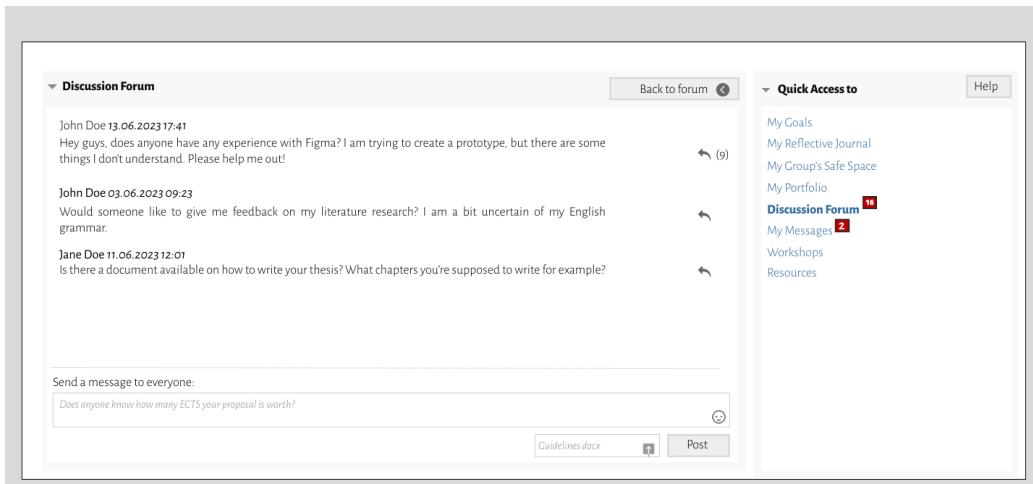 Discussion Forum
Back to forum
John Doe 13.06.2023 17:41
Hey guys, does anyone have any experience with Figma? I am trying to create a prototype, but there are some
things I don't understand. Please help me out!
(9)
John Doe 03.06.2023 09:23
Would someone like to give me feedback on my literature research? I am a bit uncertain of my English
grammar.
Jane Doe 11.06.2023 12:01
Is there a document available on how to write your thesis? What chapters you're supposed to write for example?
Send a message to everyone:
Does anyone know how many ECTS your proposal is worth?
Guidelines.docx
Post
Quick Access to
Help
My Goals
My Reflective Journal
My Group's Safe Space
My Portfolio
Discussion Forum 16
My Messages 2
Workshops
Resources